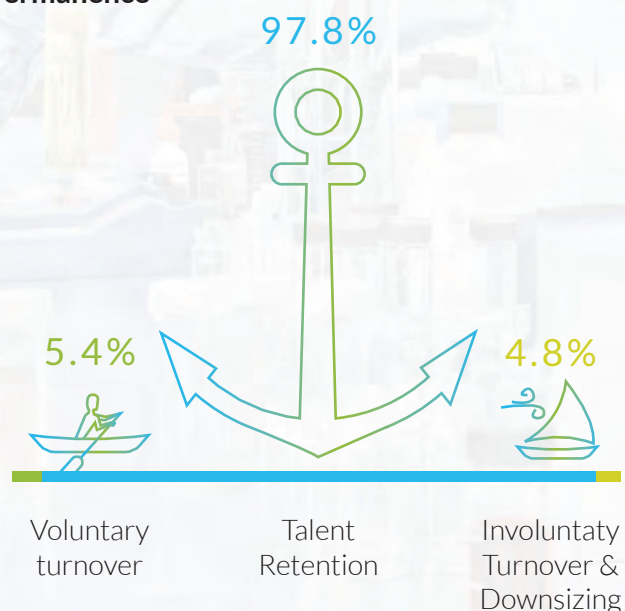 97.8%
5.4%
4.8%
Voluntary
turnover
Talent
Retention
Involuntaty
Turnover &
Downsizing